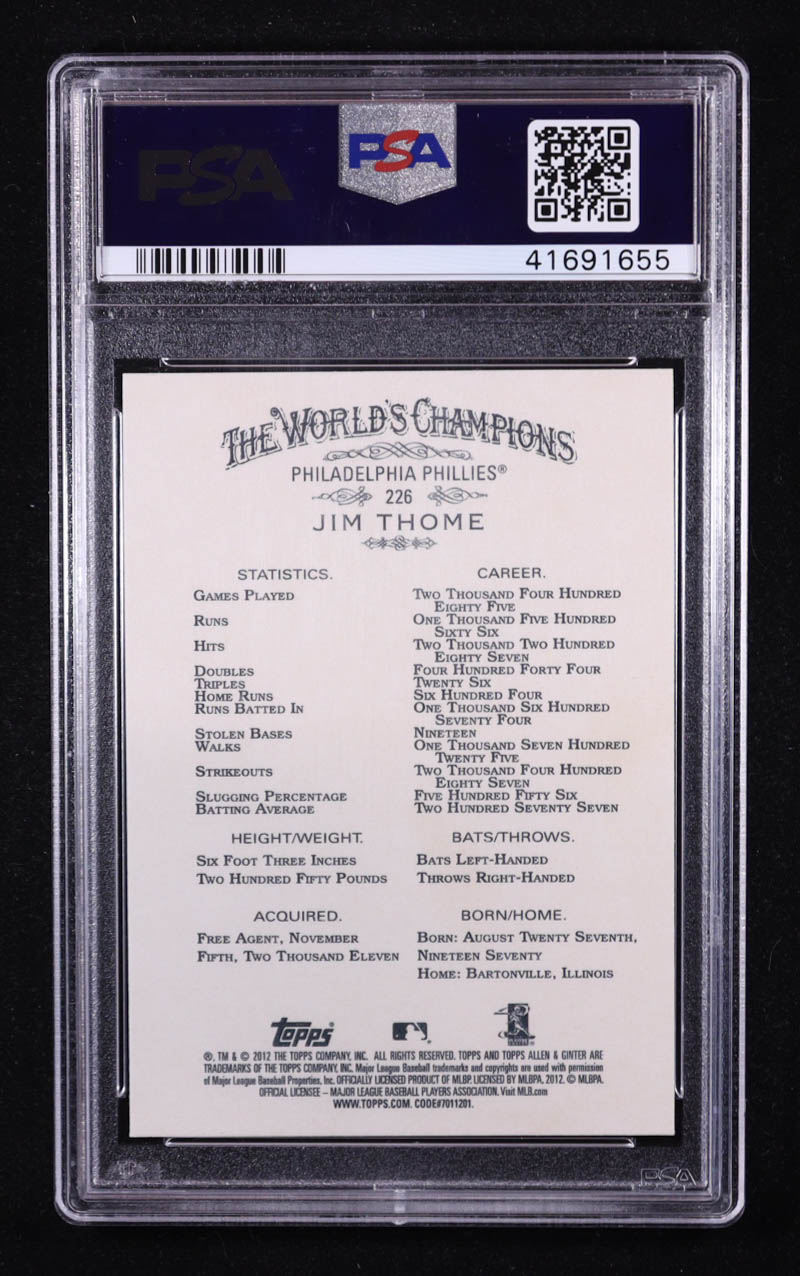 PSA
PSA
41691655
THE WORLD'S CHAMPIONS
PHILADELPHIA PHILLIES®
226
JIM THOME
STATISTICS. CAREER.
GAMES PLAYED TWO THOUSAND FOUR HUNDRED
EIGHTY FIVE
RUNS ONE THOUSAND FIVE HUNDRED
SIXTY SIX
HITS TWO THOUSAND TWO HUNDRED
EIGHTY SEVEN
DOUBLES FOUR HUNDRED FORTY FOUR
TRIPLES TWENTY SIX
HOME RUNS SIX HUNDRED FOUR
RUNS BATTED IN ONE THOUSAND SIX HUNDRED
SEVENTY FOUR
STOLEN BASES NINETEEN
WALKS ONE THOUSAND SEVEN HUNDRED
TWENTY FIVE
STRIKEOUTS TWO THOUSAND FOUR HUNDRED
EIGHTY SEVEN
SLUGGING PERCENTAGE FIVE HUNDRED FIFTY SIX
BATTING AVERAGE TWO HUNDRED SEVENTY SEVEN
HEIGHT/WEIGHT. BATS/THROWS.
SIX FOOT THREE INCHES BATS LEFT-HANDED
TWO HUNDRED FIFTY POUNDS THROWS RIGHT-HANDED
ACQUIRED. BORN/HOME.
FREE AGENT, NOVEMBER BORN: AUGUST TWENTY SEVENTH,
FIFTH, TWO THOUSAND ELEVEN NINETEEN SEVENTY
HOME: BARTONVILLE, ILLINOIS
Topps
®, TM & © 2012 THE TOPPS COMPANY, INC. ALL RIGHTS RESERVED. TOPPS AND TOPPS ALLEN & GINTER ARE
TRADEMARKS OF THE TOPPS COMPANY, INC. Major League Baseball trademarks and copyrights are used with permission
of Major League Baseball Properties, Inc. OFFICIALLY LICENSED PRODUCT OF MLBP. LICENSED BY MLBPA, 2012. © MLBPA.
OFFICIAL LICENSEE – MAJOR LEAGUE BASEBALL PLAYERS ASSOCIATION. Visit MLB.com
WWW.TOPPS.COM. CODE#7011201.
PSA